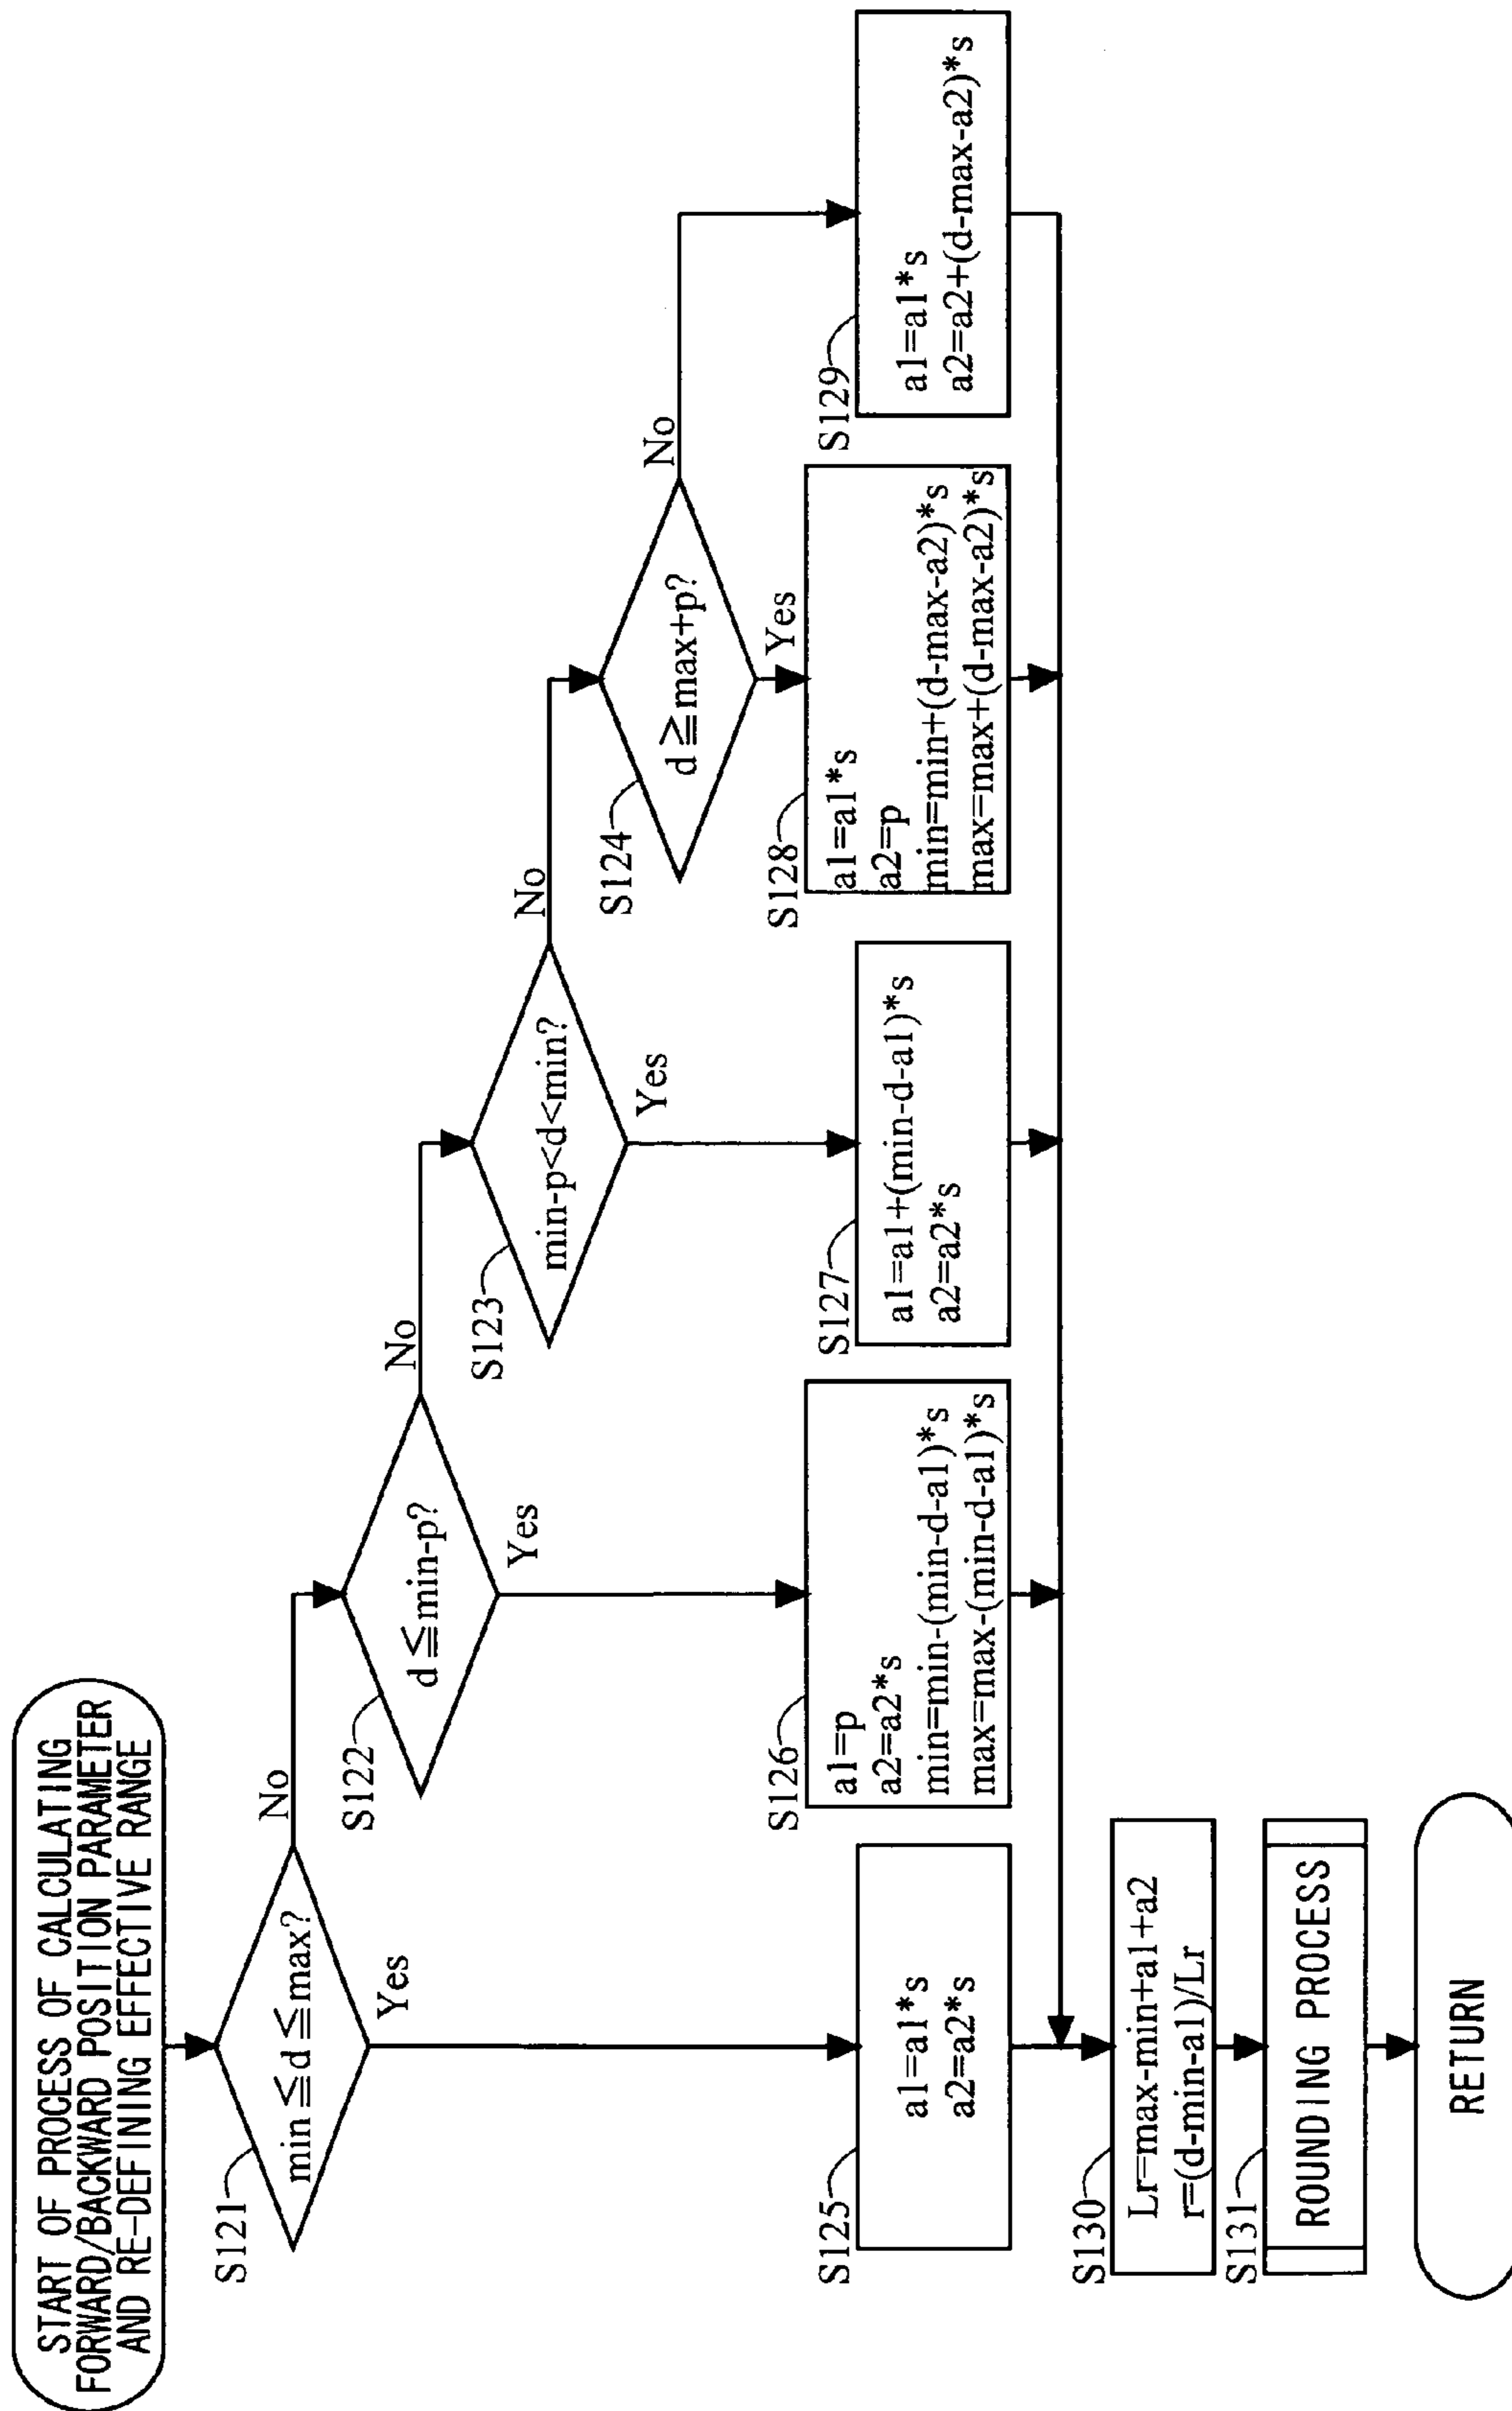 START OF PROCESS OF CALCULATING
FORWARD/BACKWARD POSITION PARAMETER
AND RE-DEFINING EFFECTIVE RANGE
S121
min≦d≦max?
No
Yes
S122
d≦min-p?
No
Yes
S123
min-p<d<min?
No
Yes
S124
d≧max+p?
No
Yes
S125
a1=a1*s
a2=a2*s
S126
a1=p
a2=a2*s
min=min-(min-d-a1)*s
max=max-(min-d-a1)*s
S127
a1=a1+(min-d-a1)*s
a2=a2*s
S128
a1=a1*s
a2=p
min=min+(d-max-a2)*s
max=max+(d-max-a2)*s
S129
a1=a1*s
a2=a2+(d-max-a2)*s
S130
Lr=max-min+a1+a2
r=(d-min-a1)/Lr
S131
ROUNDING PROCESS
RETURN